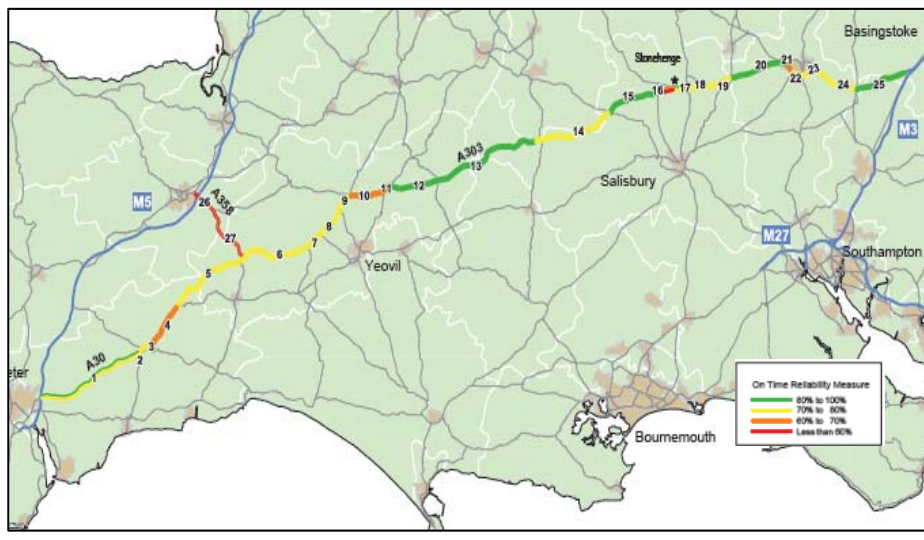 Basingstoke
Stonehenge
21
20
23
22
16
17
18
19
24
25
15
14
M3
A303
13
Salisbury
12
11
10
9
A358
26
M5
27
8
7
6
Yeovil
5
M27
Southampton
4
3
2
A30
1
eter
Bournemouth
On Time Reliability Measure
80% to 100%
70% to 80%
60% to 70%
Less than 60%